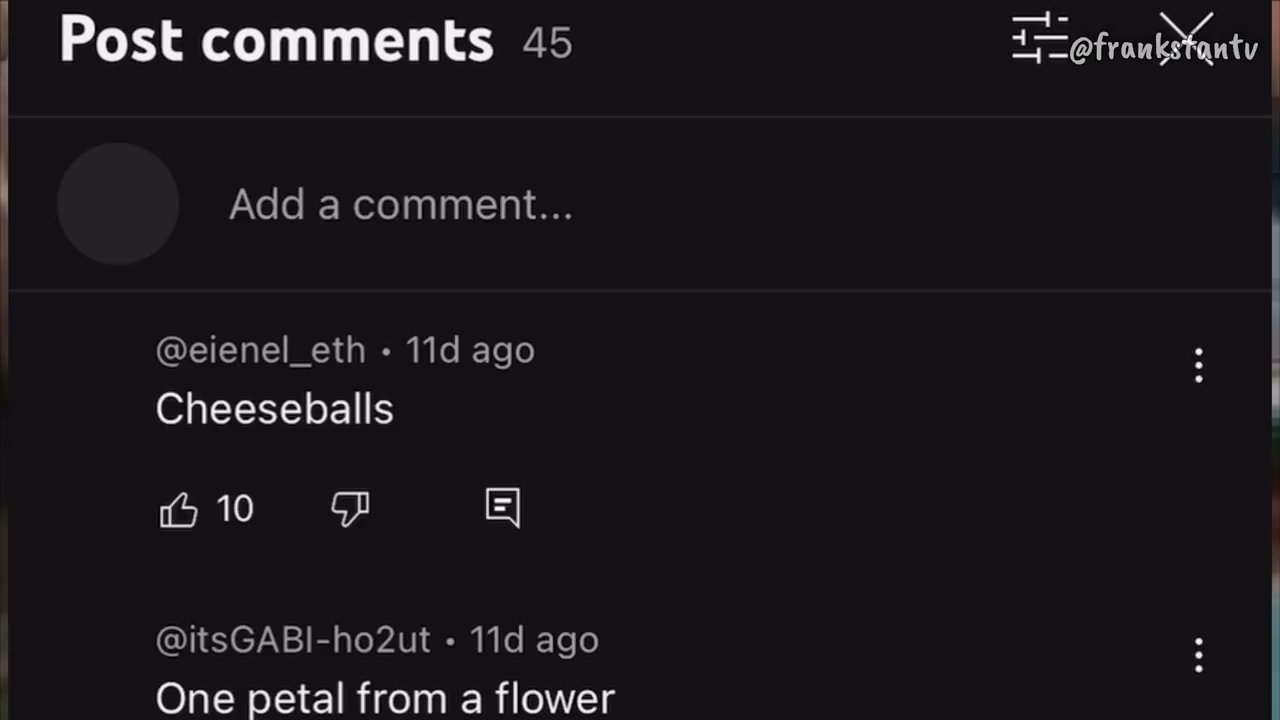 Post comments 45
@frankstantv
Add a comment...
@eienel_eth • 11d ago
Cheeseballs
10
@itsGABI-ho2ut • 11d ago
One petal from a flower